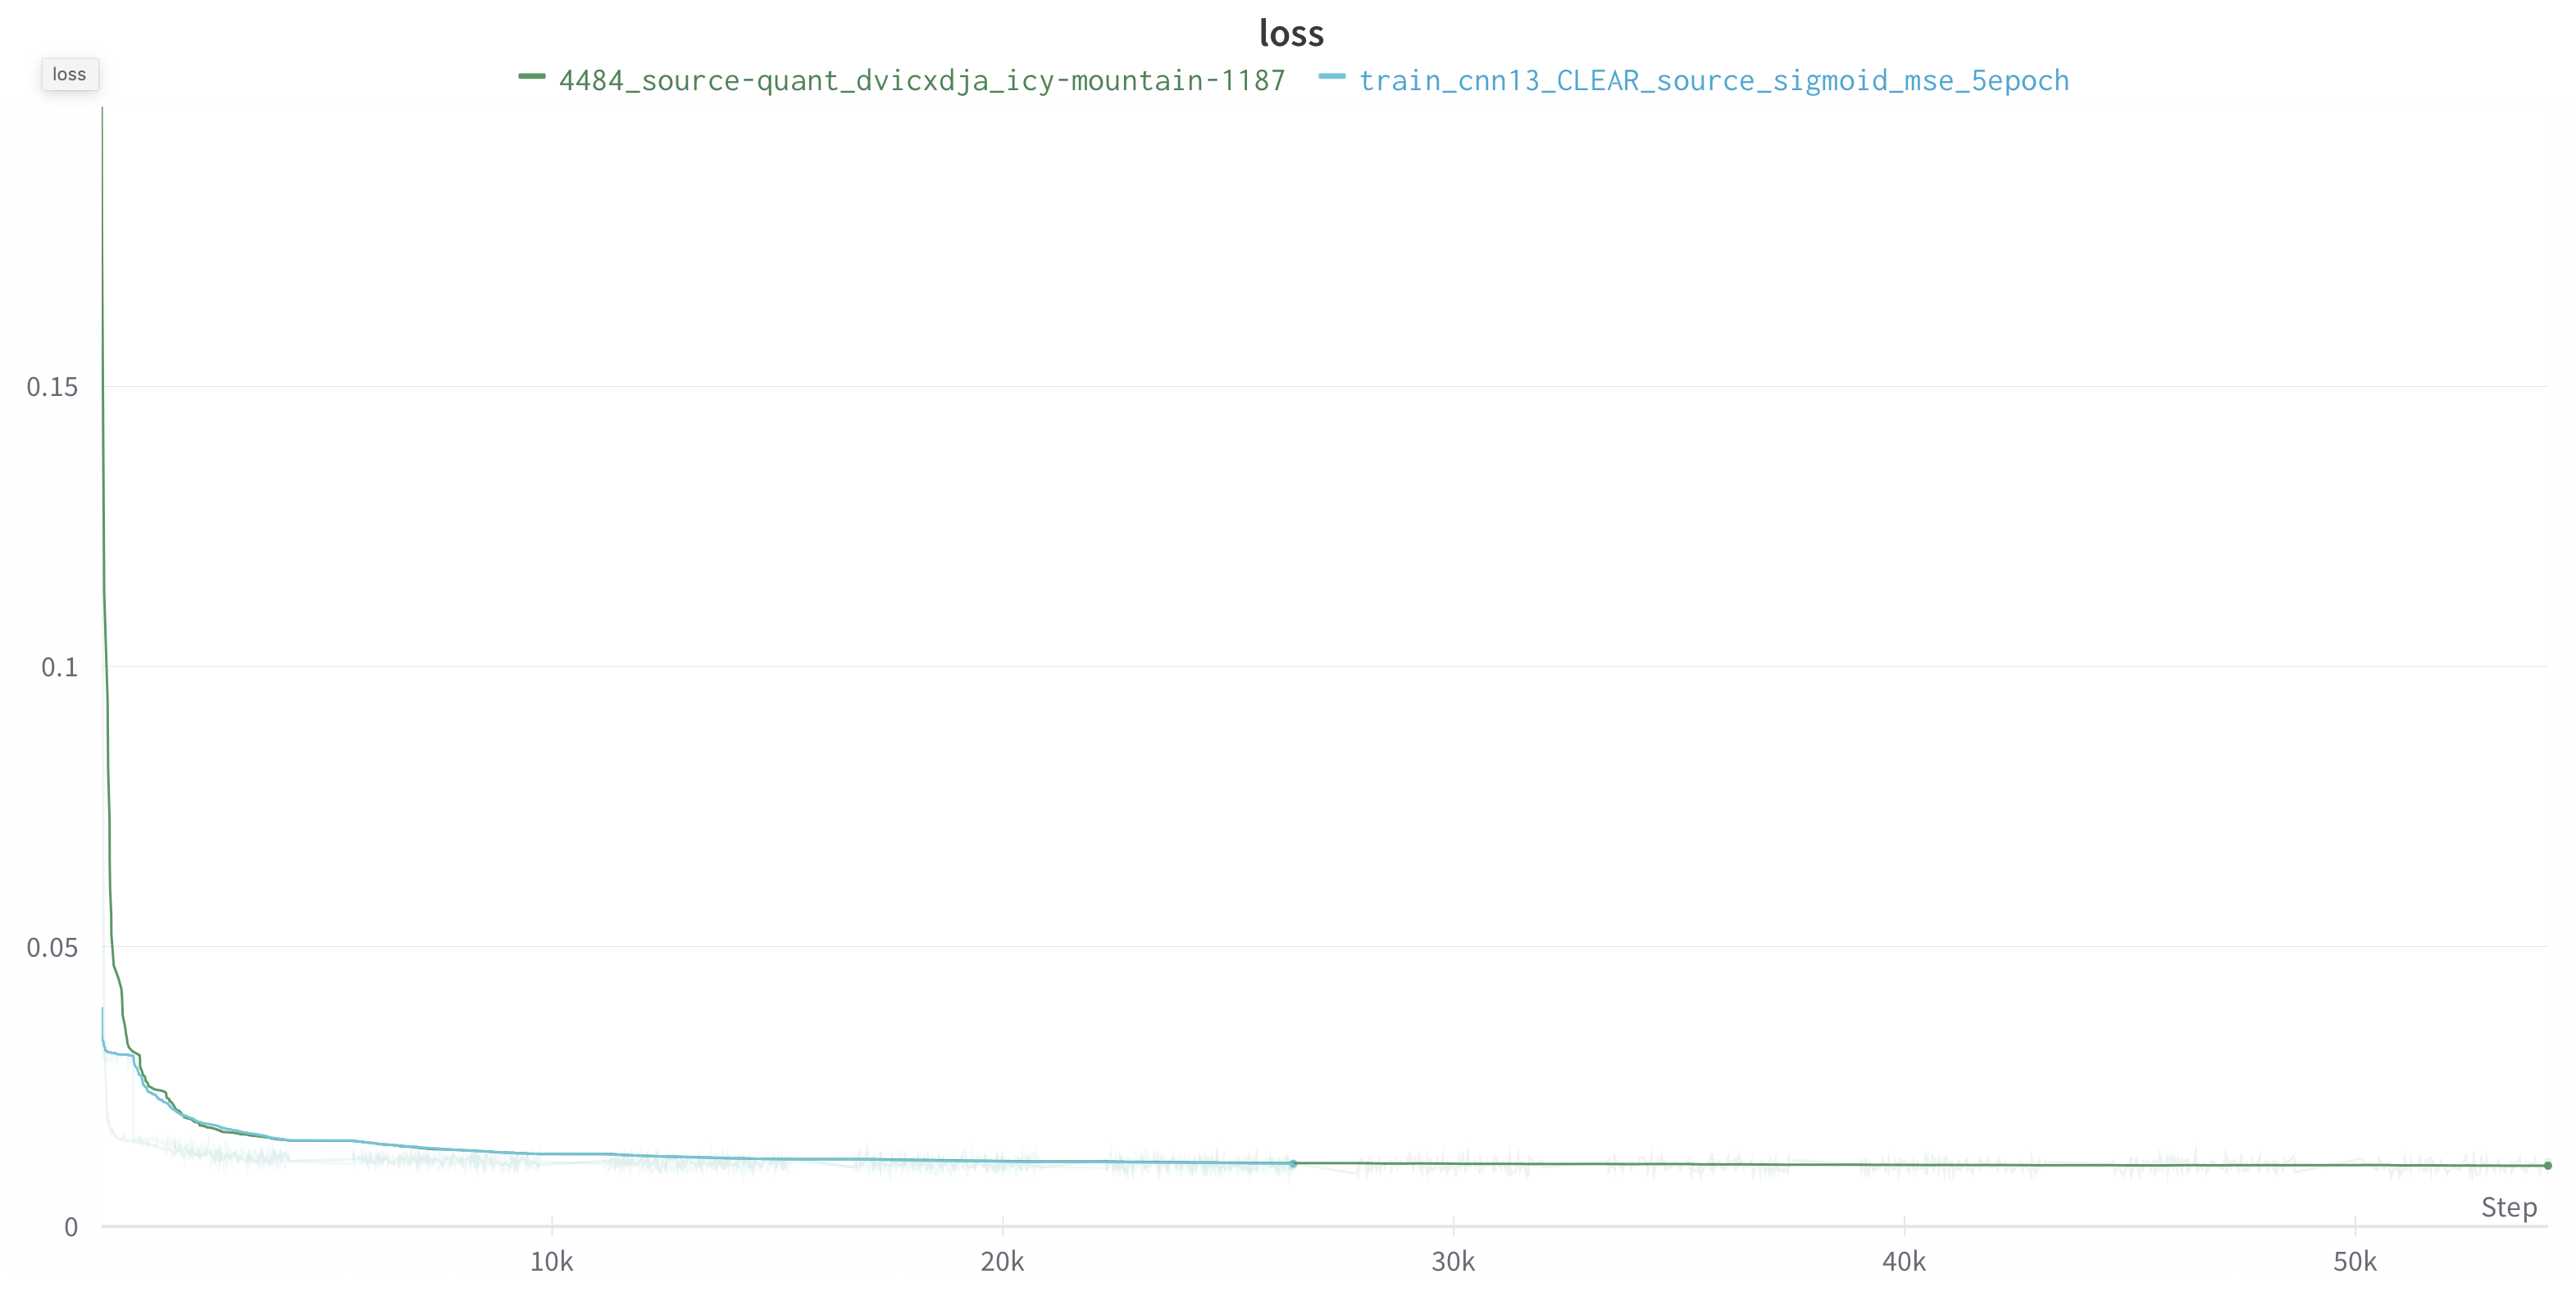 loss
loss
4484_source-quant_dvicxdja_icy-mountain-1187 train_cnn13_CLEAR_source_sigmoid_mse_5epoch
0.15
0.1
0.05
Step
0
10k 20k 30k 40k 50k